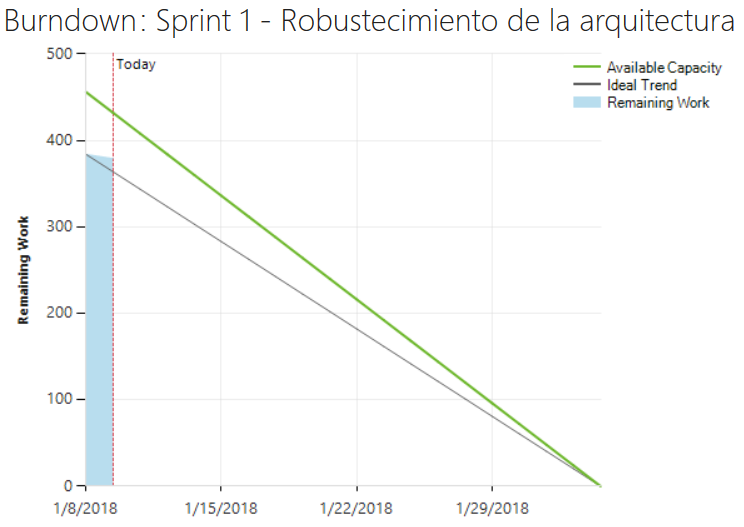 Burndown: Sprint 1 - Robustecimiento de la arquitectura
500
Today
Available Capacity
Ideal Trend
Remaining Work
400
300
200
100
0
Remaining Work
1/8/2018
1/15/2018
1/22/2018
1/29/2018